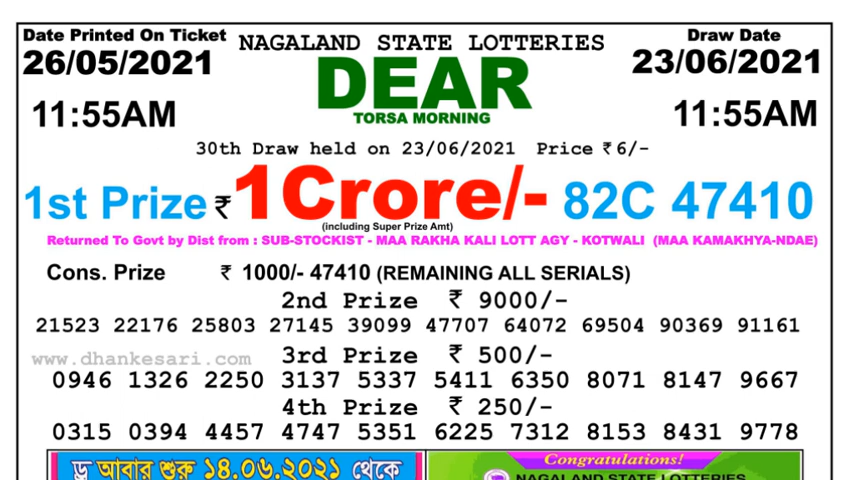 Date Printed On Ticket NAGALAND STATE LOTTERIES Draw Date
26/05/2021 DEAR 23/06/2021
11:55AM TORSA MORNING 11:55AM
30th Draw held on 23/06/2021 Price ₹6/-
1st Prize ₹ 1Crore/- 82C 47410
(including Super Prize Amt)
Returned To Govt by Dist from : SUB-STOCKIST - MAA RAKHA KALI LOTT AGY - KOTWALI (MAA KAMAKHYA-NDAE)
Cons. Prize ₹ 1000/- 47410 (REMAINING ALL SERIALS)
2nd Prize ₹ 9000/-
21523 22176 25803 27145 39099 47707 64072 69504 90369 91161
www.dhankesari.com 3rd Prize ₹ 500/-
0946 1326 2250 3137 5337 5411 6350 8071 8147 9667
4th Prize ₹ 250/-
0315 0394 4457 4747 5351 6225 7312 8153 8431 9778
ড্র আবার শুরু ১৪.০৬.২০২১ থেকে Congratulations!
NAGALAND STATE LOTTERIES